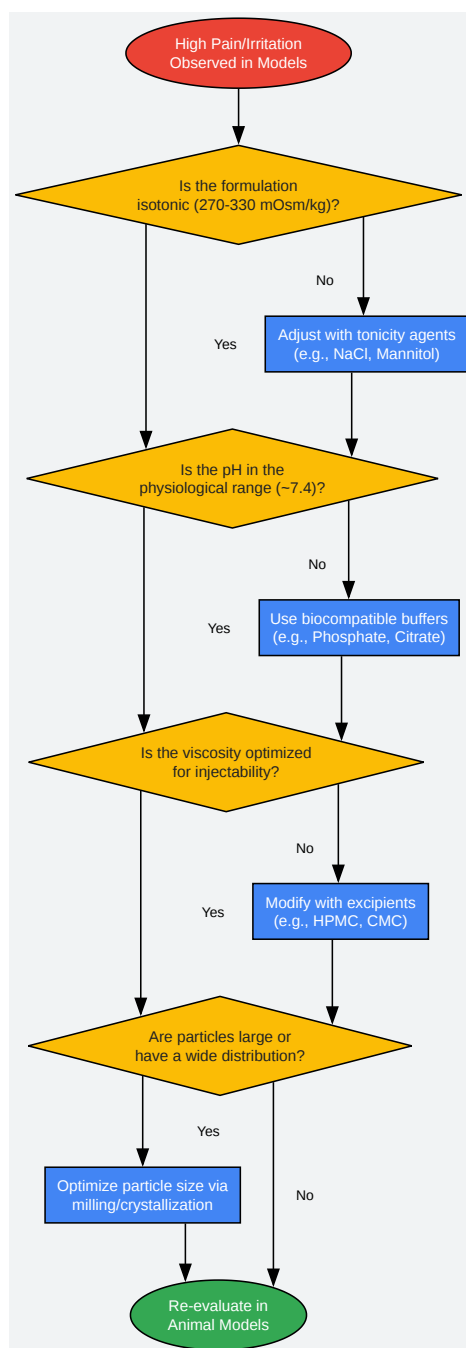 High Pain/Irritation
Observed in Models
Is the formulation
isotonic (270-330 mOsm/kg)?
No
Adjust with tonicity agents
(e.g., NaCl, Mannitol)
Yes
Is the pH in the
physiological range (~7.4)?
No
Use biocompatible buffers
(e.g., Phosphate, Citrate)
Yes
Is the viscosity optimized
for injectability?
No
Modify with excipients
(e.g., HPMC, CMC)
Yes
Are particles large or
have a wide distribution?
Yes
Optimize particle size via
milling/crystallization
No
Re-evaluate in
Animal Models